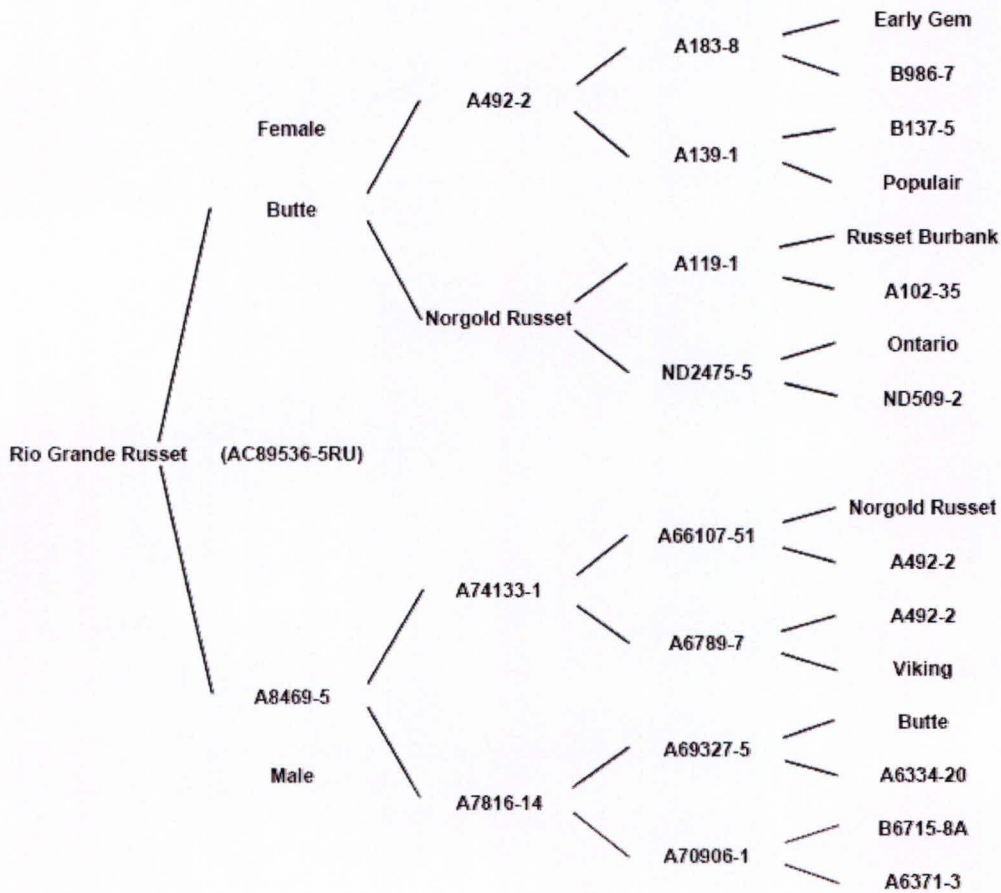 Early Gem
A183-8
B986-7
A492-2
Female
B137-5
A139-1
Populair
Butte
Russet Burbank
A119-1
A102-35
Norgold Russet
Ontario
ND2475-5
ND509-2
Rio Grande Russet (AC89536-5RU)
Norgold Russet
A66107-51
A492-2
A74133-1
A492-2
A6789-7
Viking
A8469-5
Butte
A69327-5
Male
A6334-20
A7816-14
B6715-8A
A70906-1
A6371-3